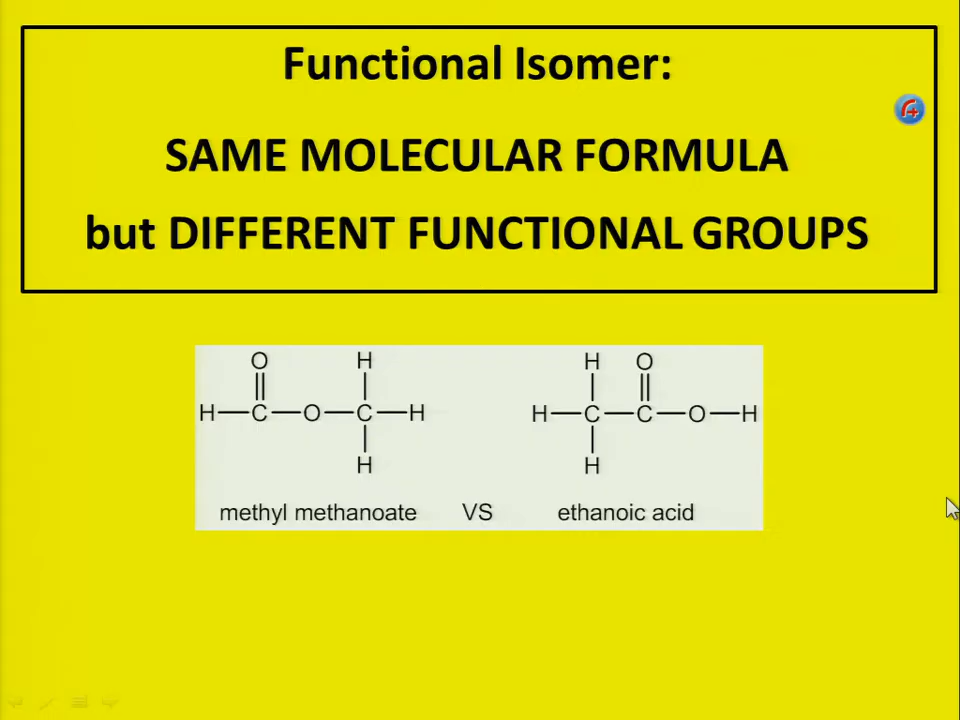 Functional Isomer:
SAME MOLECULAR FORMULA
but DIFFERENT FUNCTIONAL GROUPS
O H H O
H C O C H H C C O H
H H
methyl methanoate VS ethanoic acid